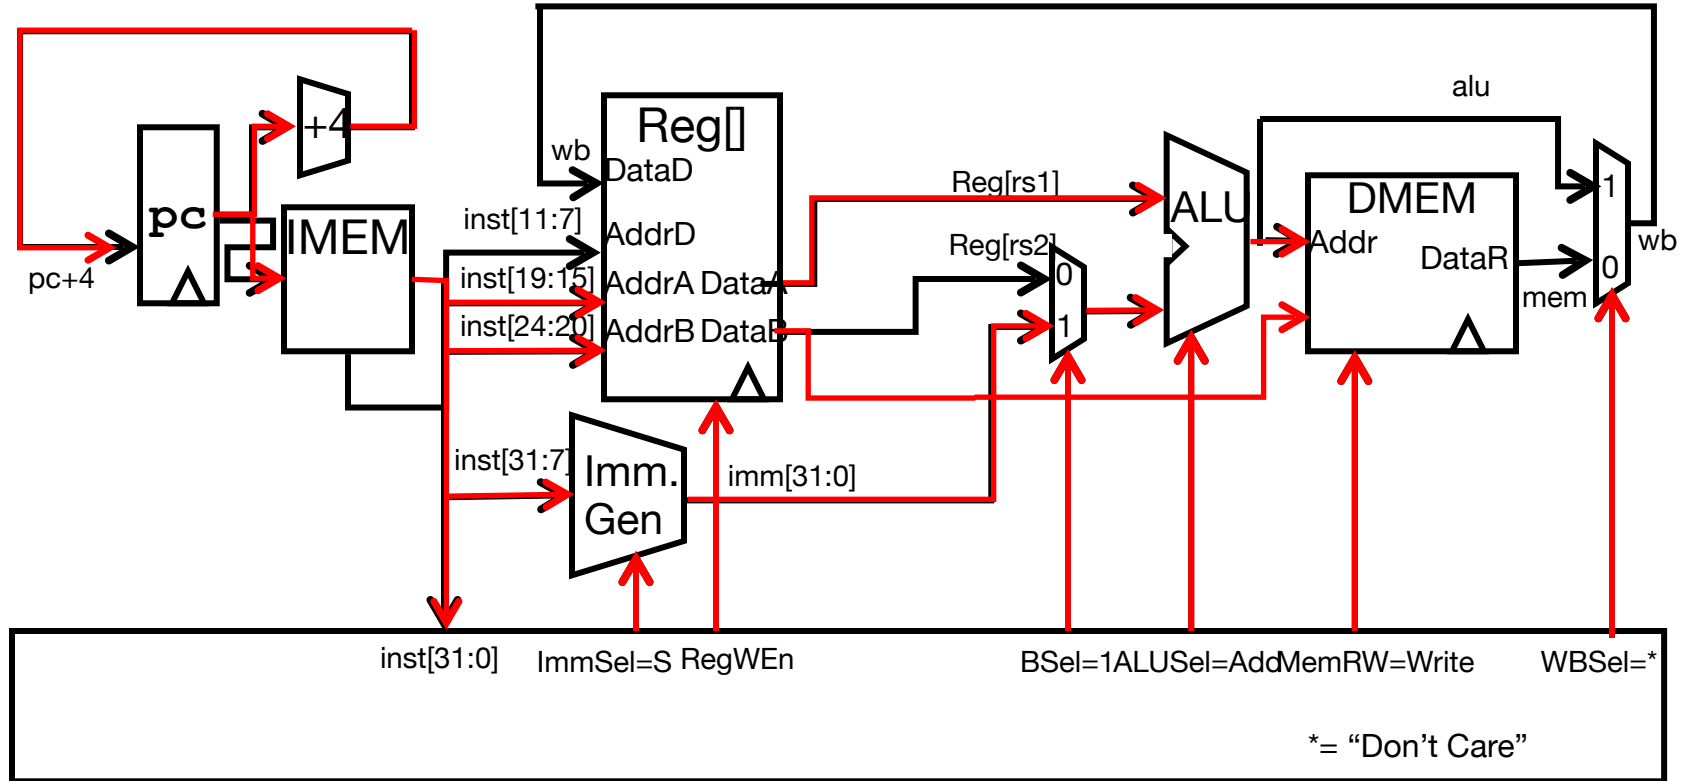 alu
+4
Reg[]
wb
DataD
Reg[rs1]
ALU
DMEM
1
pc
IMEM
inst[11:7]
AddrD
Reg[rs2]
Addr
DataR
wb
pc+4
inst[19:15]
AddrA DataA
0
0
mem
inst[24:20]
AddrB DataB
1
inst[31:7]
Imm.
Gen
imm[31:0]
inst[31:0]
ImmSel=S
RegWEn
BSel=1
ALUSel=Add
MemRW=Write
WBSel=*
*= “Don’t Care”